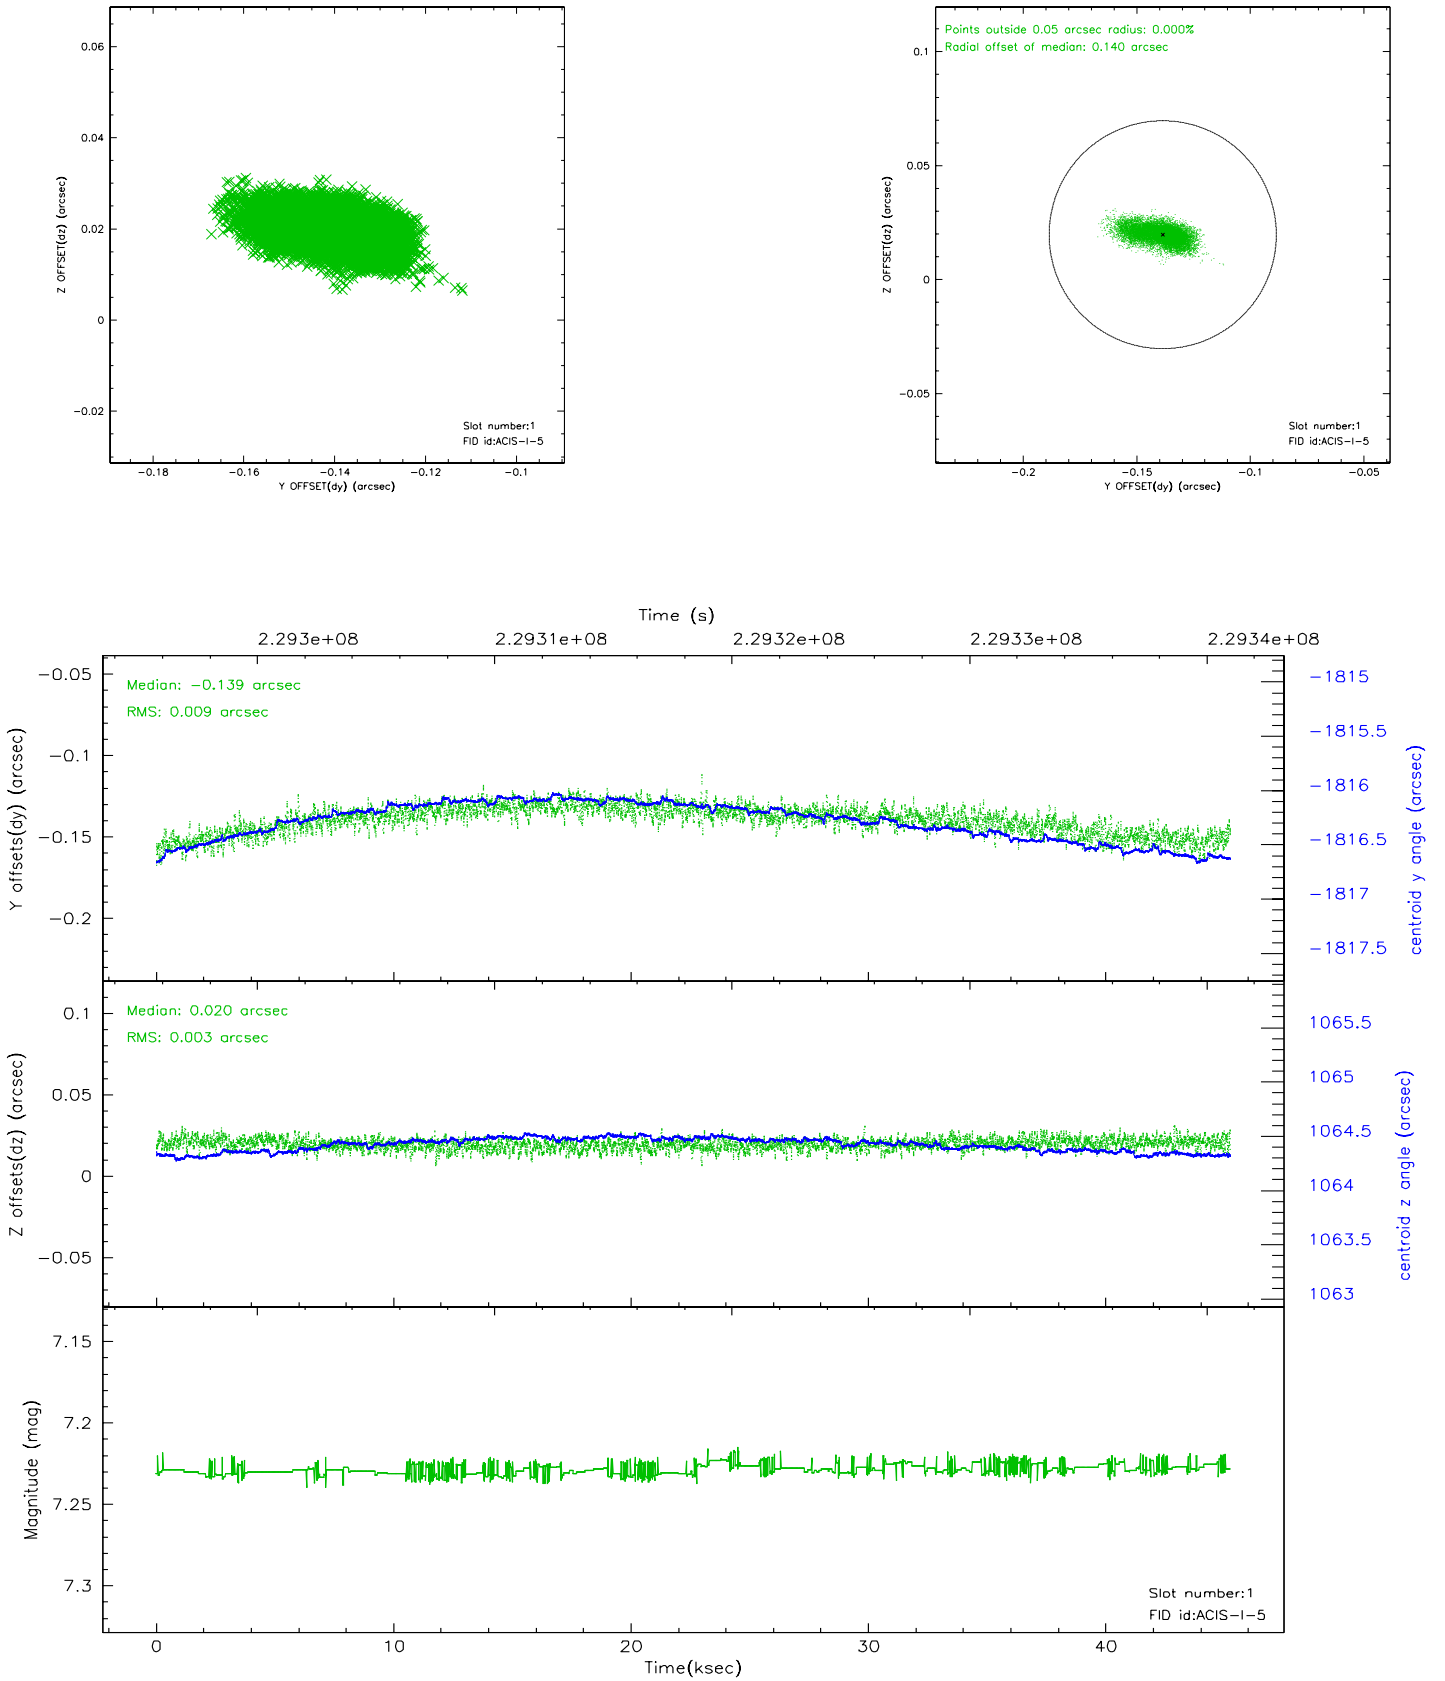 0.06
0.04
0.02
0
-0.02
Z OFFSET(dz) (arcsec)
Slot number:1
FID id:ACIS-I-5
-0.18 -0.16 -0.14 -0.12 -0.1
Y OFFSET(dy) (arcsec)
Points outside 0.05 arcsec radius: 0.000%
Radial offset of median: 0.140 arcsec
0.1
0.05
0
-0.05
Z OFFSET(dz) (arcsec)
Slot number:1
FID id:ACIS-I-5
-0.2 -0.15 -0.1 -0.05
Y OFFSET(dy) (arcsec)
Time (s)
2.293e+08 2.2931e+08 2.2932e+08 2.2933e+08 2.2934e+08
Median: -0.139 arcsec
RMS: 0.009 arcsec
-0.05
-0.1
-0.15
-0.2
Y offsets(dy) (arcsec)
-1815
-1815.5
-1816
-1816.5
-1817
-1817.5
centroid y angle (arcsec)
Median: 0.020 arcsec
RMS: 0.003 arcsec
0.1
0.05
0
-0.05
Z offsets(dz) (arcsec)
1065.5
1065
1064.5
1064
1063.5
1063
centroid z angle (arcsec)
7.15
7.2
7.25
7.3
Magnitude (mag)
Slot number:1
FID id:ACIS-I-5
0 10 20 30 40
Time(ksec)